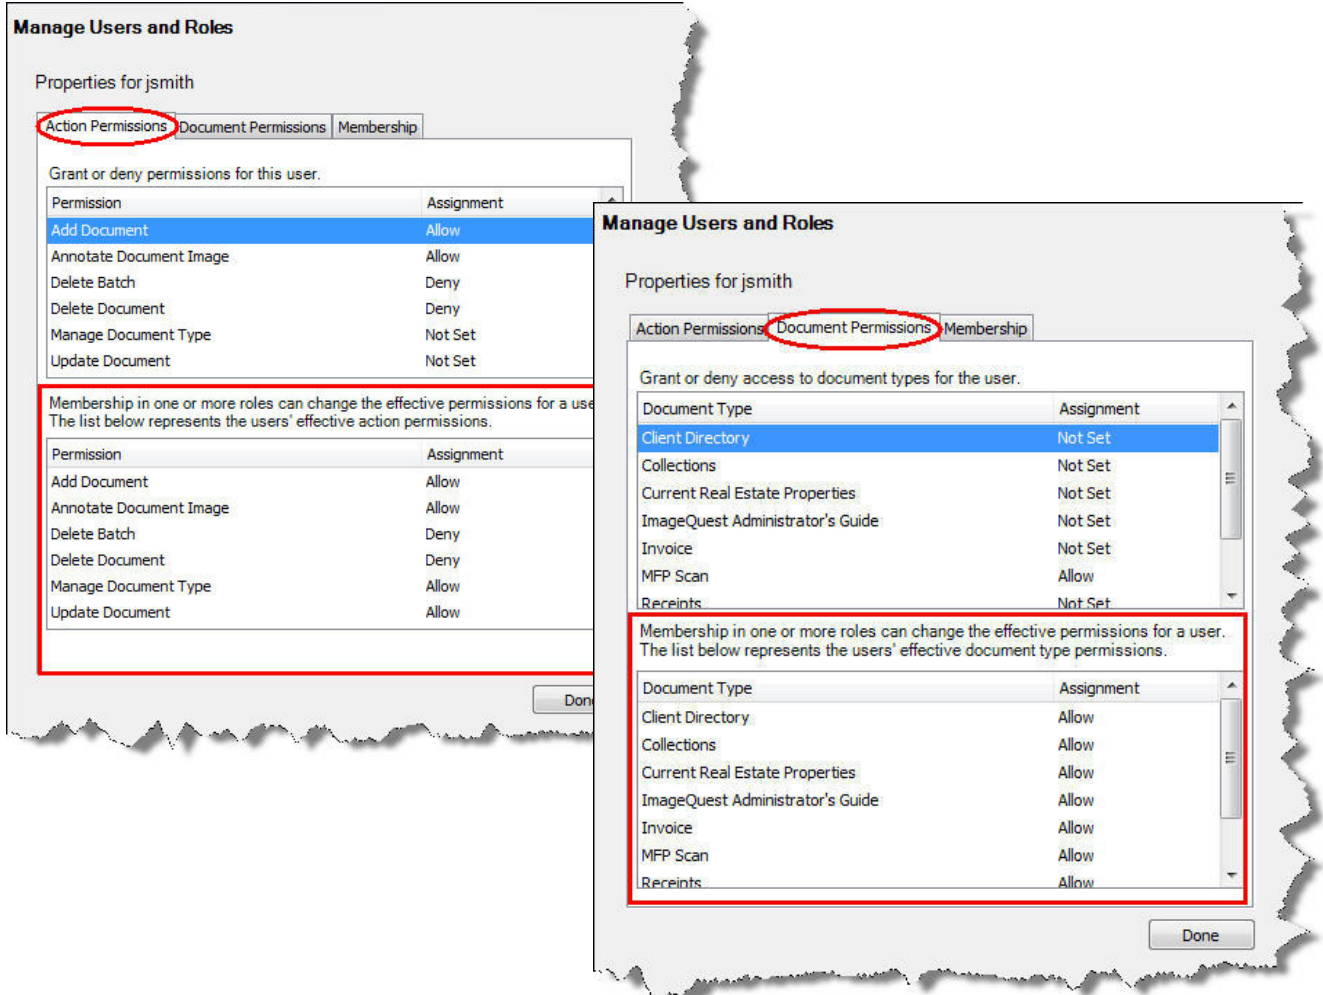 Manage Users and Roles
Properties for jsmith
Action Permissions Document Permissions Membership
Grant or deny permissions for this user.
Permission Assignment
Add Document Allow
Annotate Document Image Allow
Delete Batch Deny
Delete Document Deny
Manage Document Type Not Set
Update Document Not Set
Membership in one or more roles can change the effective permissions for a use
The list below represents the users' effective action permissions.
Permission Assignment
Add Document Allow
Annotate Document Image Allow
Delete Batch Deny
Delete Document Deny
Manage Document Type Allow
Update Document Allow
Done
Manage Users and Roles
Properties for jsmith
Action Permissions Document Permissions Membership
Grant or deny access to document types for the user.
Document Type Assignment
Client Directory Not Set
Collections Not Set
Current Real Estate Properties Not Set
ImageQuest Administrator's Guide Not Set
Invoice Not Set
MFP Scan Allow
Receipts Not Set
Membership in one or more roles can change the effective permissions for a user.
The list below represents the users' effective document type permissions.
Document Type Assignment
Client Directory Allow
Collections Allow
Current Real Estate Properties Allow
ImageQuest Administrator's Guide Allow
Invoice Allow
MFP Scan Allow
Receipts Allow
Done